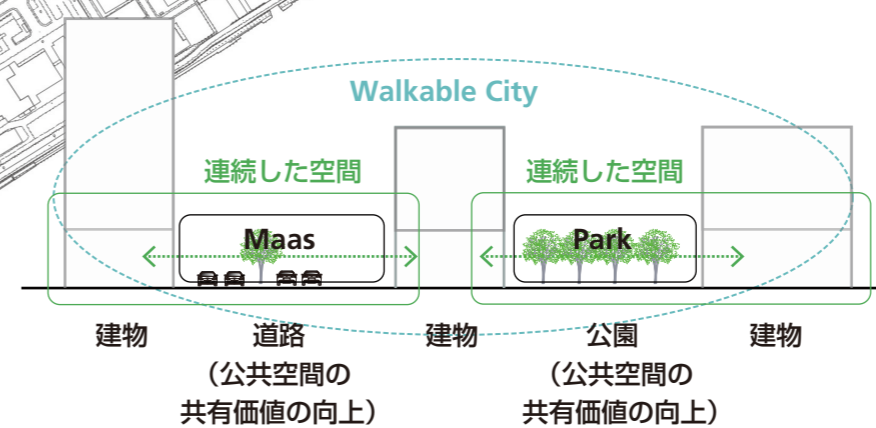 Walkable City
連続した空間
連続した空間
Maas
Park
建物
道路
(公共空間の
共有価値の向上)
建物
公園
(公共空間の
共有価値の向上)
建物